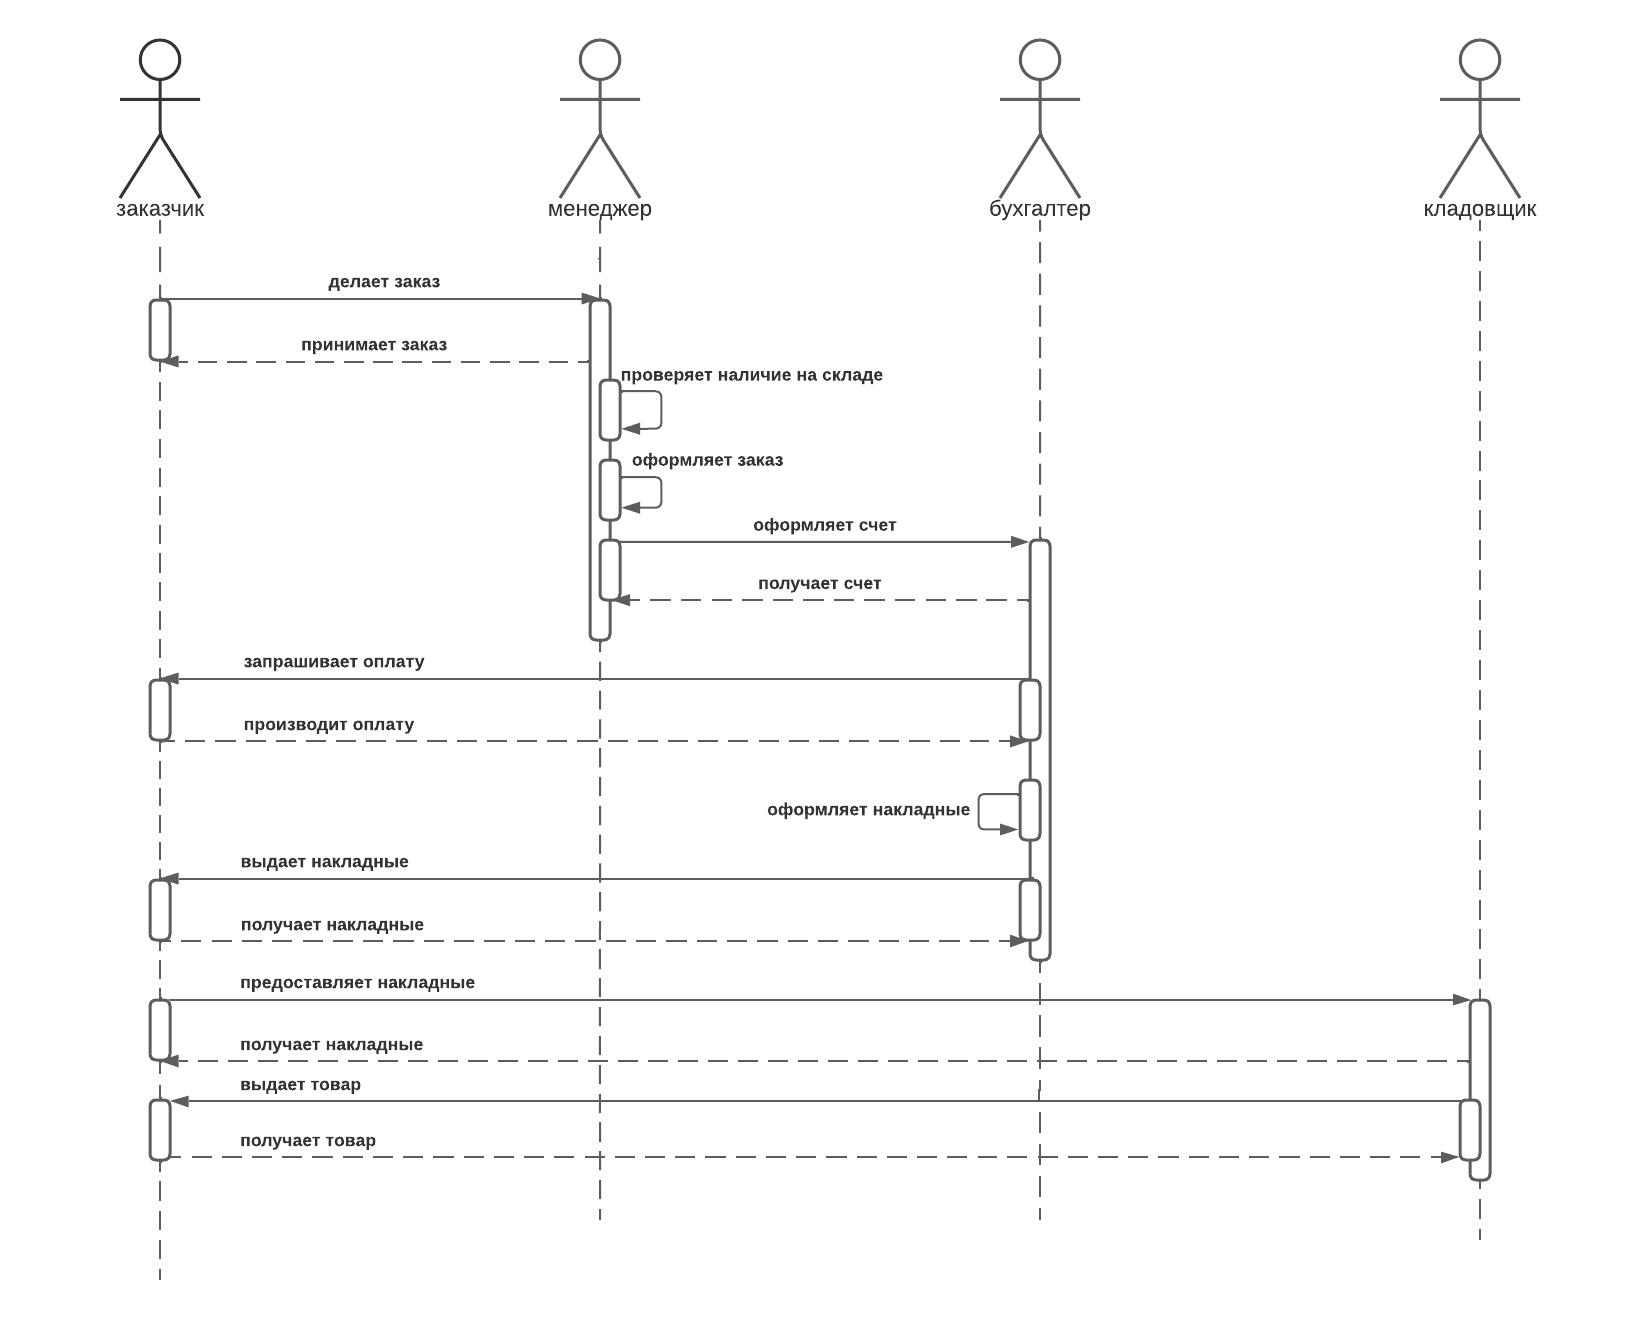 заказчик
менеджер
бухгалтер
кладовщик
делает заказ
принимает заказ
проверяет наличие на складе
оформляет заказ
оформляет счет
получает счет
запрашивает оплату
производит оплату
оформляет накладные
выдает накладные
получает накладные
предоставляет накладные
получает накладные
выдает товар
получает товар